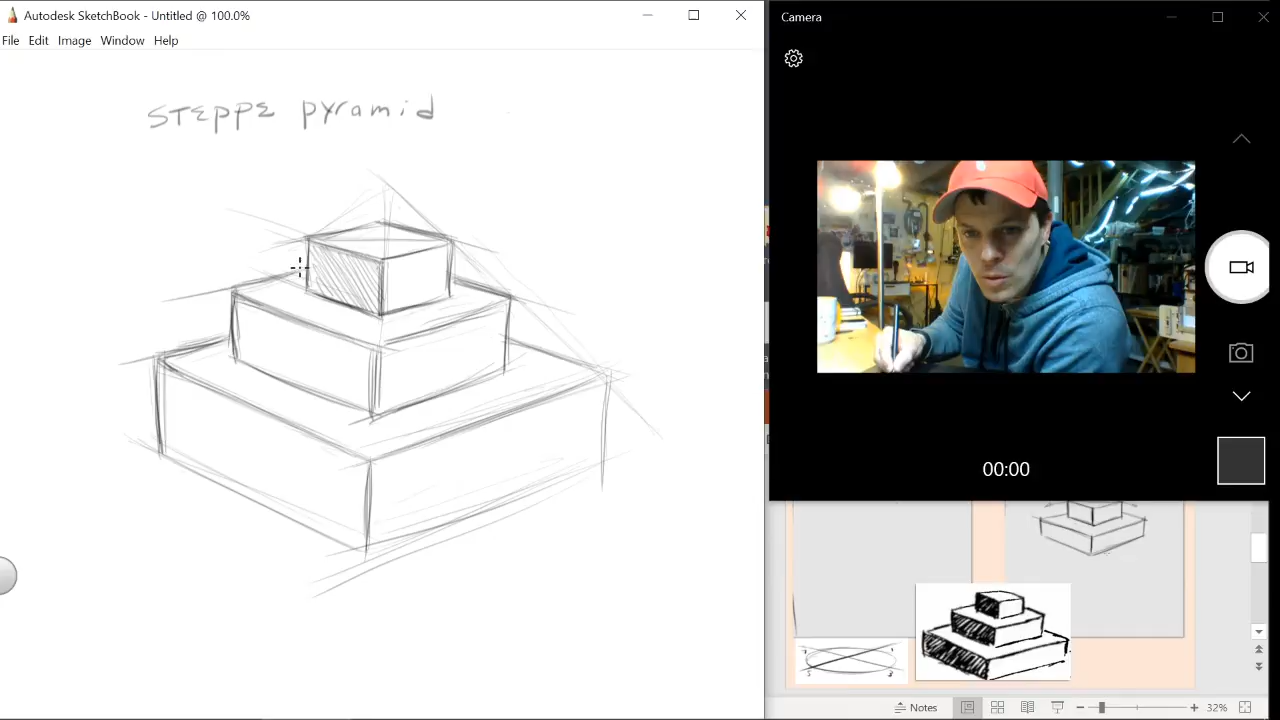 Autodesk SketchBook - Untitled @ 100.0%
File Edit Image Window Help
STEPPE pyramid
Camera
00:00
Notes
32%